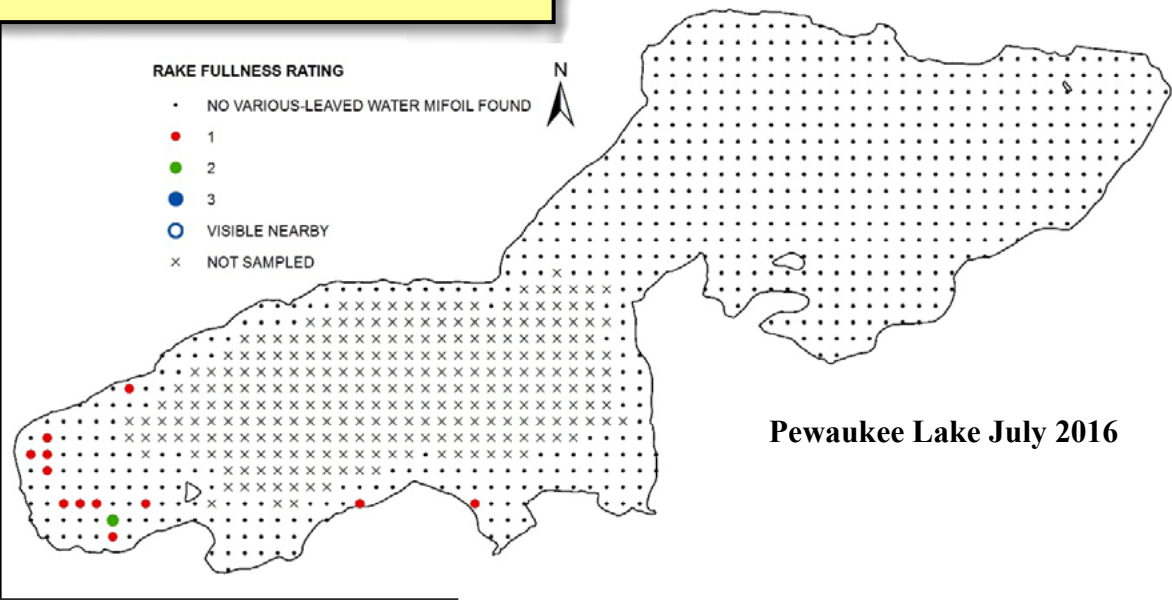 RAKE FULLNESS RATING
NO VARIOUS-LEAVED WATER MIFOIL FOUND
1
2
3
VISIBLE NEARBY
NOT SAMPLED
N
Pewaukee Lake July 2016